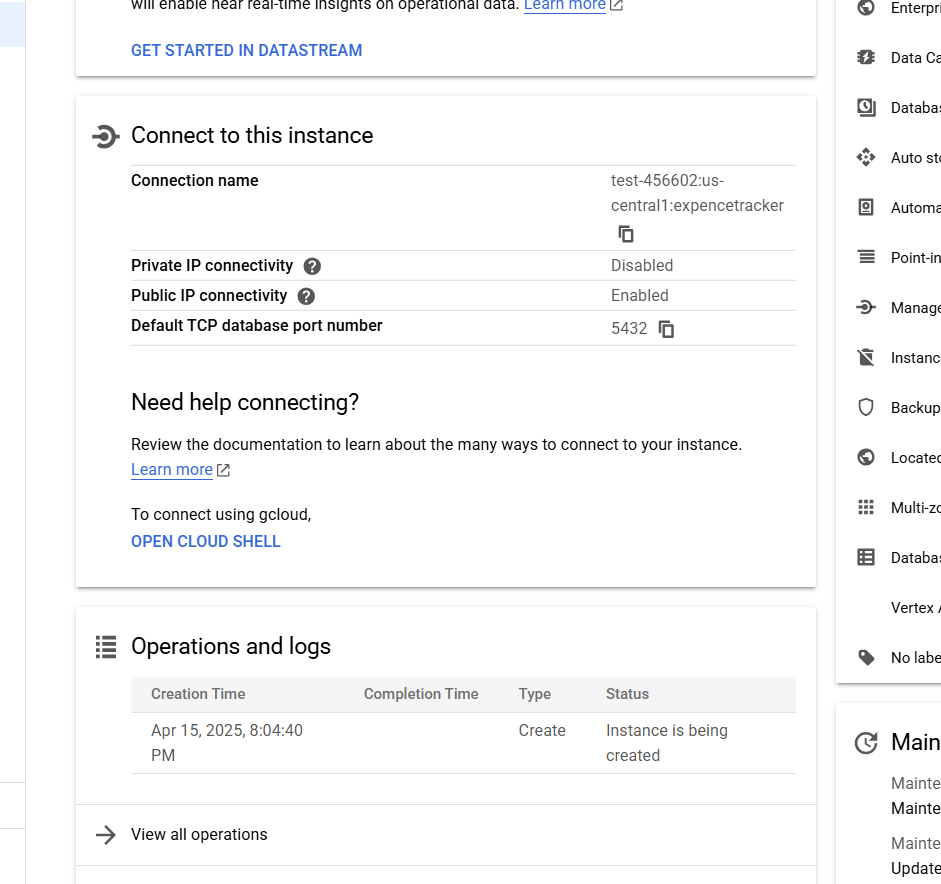 will enable near real-time insights on operational data. Learn more
GET STARTED IN DATASTREAM
Connect to this instance
Connection name
test-456602:us-
central1:expencetracker
Private IP connectivity
Disabled
Public IP connectivity
Enabled
Default TCP database port number
5432
Need help connecting?
Review the documentation to learn about the many ways to connect to your instance.
Learn more
To connect using gcloud,
OPEN CLOUD SHELL
Operations and logs
Creation Time Completion Time Type Status
Apr 15, 2025, 8:04:40 Create Instance is being
PM created
View all operations
Enterpri
Data Ca
Databas
Auto sto
Automa
Point-in
Manage
Instanc
Backup
Located
Multi-zo
Databas
Vertex A
No labe
Main
Mainte
Mainte
Mainte
Update